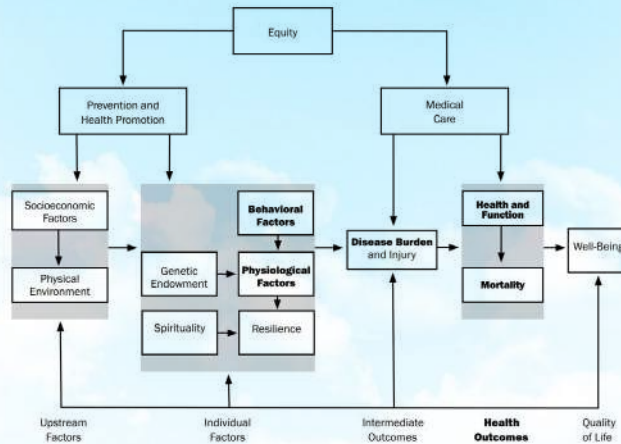 Equity
Prevention and
Health Promotion
Medical
Care
Socioeconomic
Factors
Physical
Environment
Behavioral
Factors
Genetic
Endowment
Physiological
Factors
Spirituality
Resilience
Disease Burden
and Injury
Health and
Function
Mortality
Well-Being
Upstream
Factors
Individual
Factors
Intermediate
Outcomes
Health
Outcomes
Quality
of Life